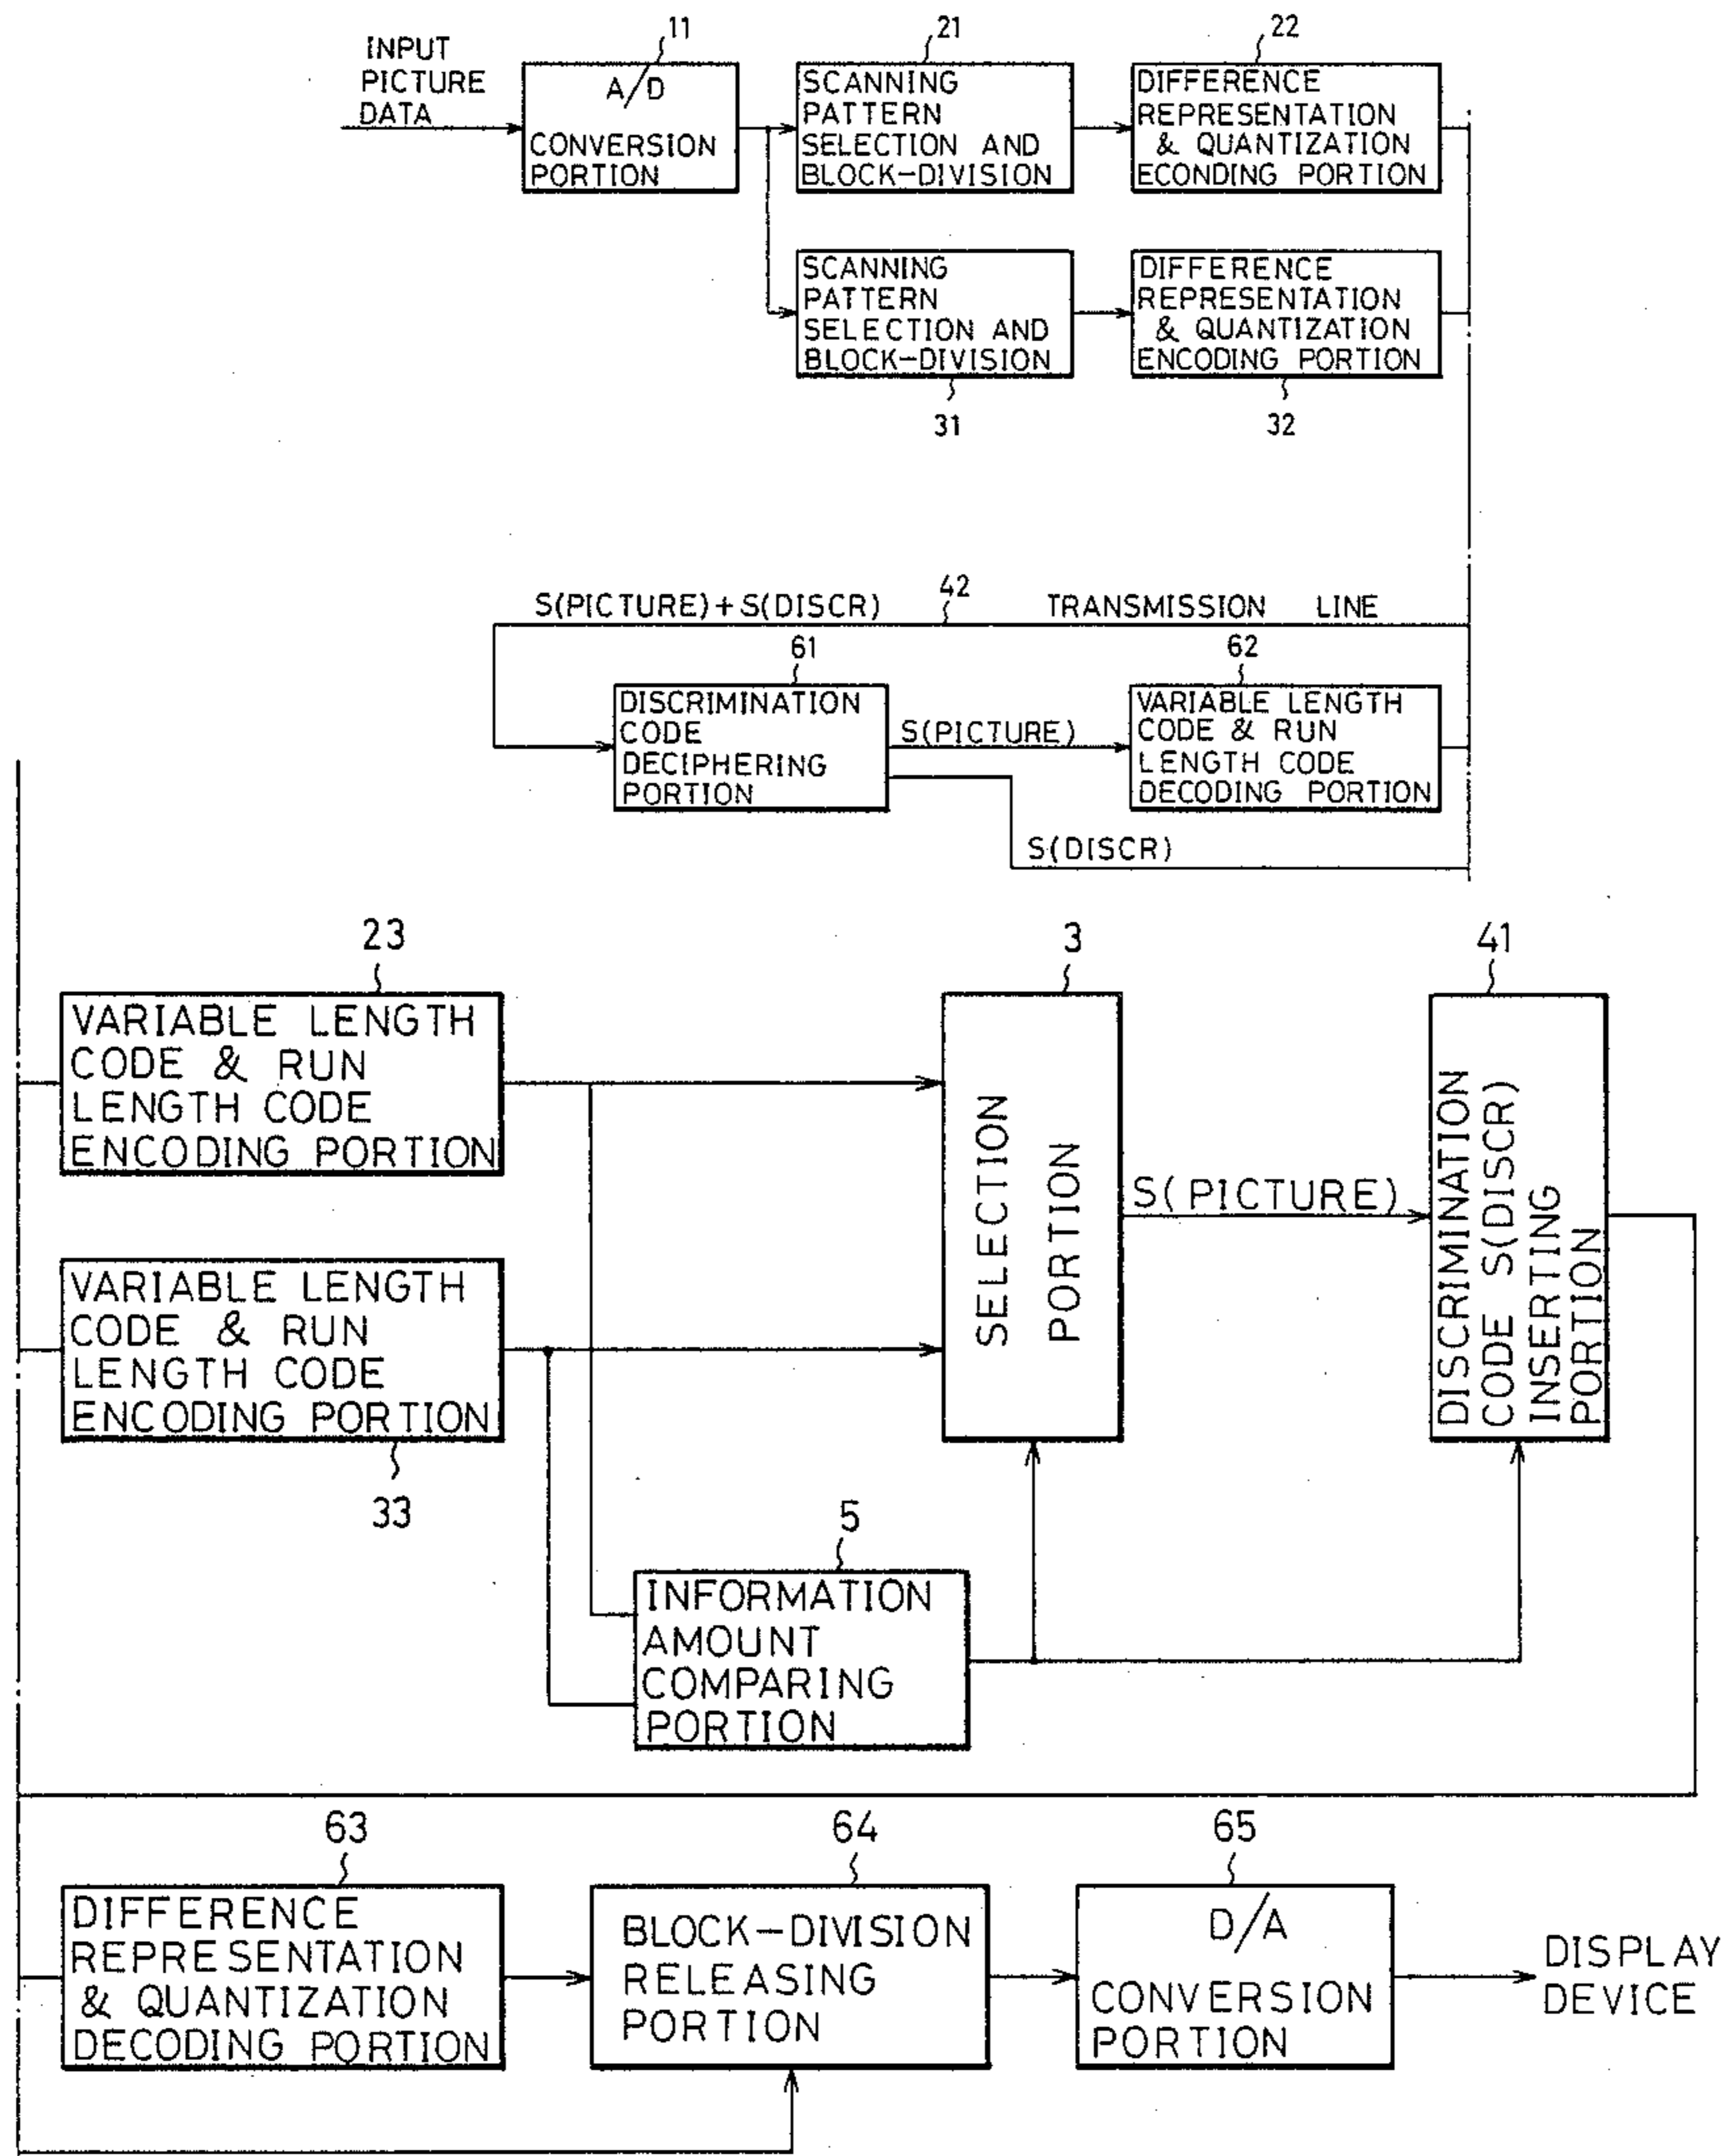 11
21
22
INPUT
PICTURE
DATA
A/D
CONVERSION
PORTION
SCANNING
PATTERN
SELECTION AND
BLOCK-DIVISION
DIFFERENCE
REPRESENTATION
& QUANTIZATION
ECONDING PORTION
SCANNING
PATTERN
SELECTION AND
BLOCK-DIVISION
DIFFERENCE
REPRESENTATION
& QUANTIZATION
ENCODING PORTION
31
32
S(PICTURE)+S(DISCR)
42
TRANSMISSION LINE
61
62
DISCRIMINATION
CODE
DECIPHERING
PORTION
S(PICTURE)
VARIABLE LENGTH
CODE & RUN
LENGTH CODE
DECODING PORTION
S(DISCR)
23
3
41
VARIABLE LENGTH
CODE & RUN
LENGTH CODE
ENCODING PORTION
SELECTION
PORTION
S(PICTURE)
DISCRIMINATION
CODE S(DISCR)
INSERTING
PORTION
VARIABLE LENGTH
CODE & RUN
LENGTH CODE
ENCODING PORTION
33
5
INFORMATION
AMOUNT
COMPARING
PORTION
63
64
65
DIFFERENCE
REPRESENTATION
& QUANTIZATION
DECODING PORTION
BLOCK-DIVISION
RELEASING
PORTION
D/A
CONVERSION
PORTION
DISPLAY
DEVICE